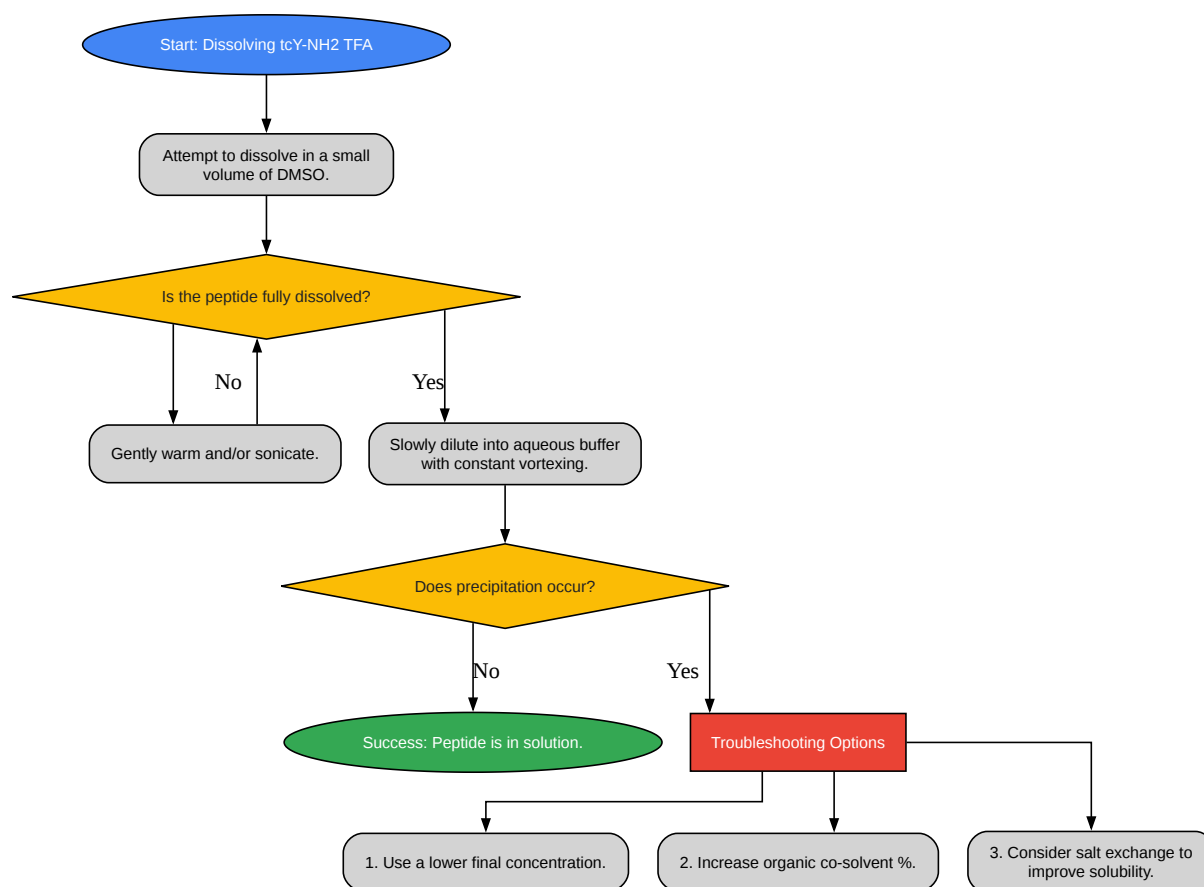 Start: Dissolving tcY-NH2 TFA
Attempt to dissolve in a small
volume of DMSO.
Is the peptide fully dissolved?
No
Yes
Gently warm and/or sonicate.
Slowly dilute into aqueous buffer
with constant vortexing.
Does precipitation occur?
No
Yes
Success: Peptide is in solution.
Troubleshooting Options
1. Use a lower final concentration.
2. Increase organic co-solvent %.
3. Consider salt exchange to
improve solubility.